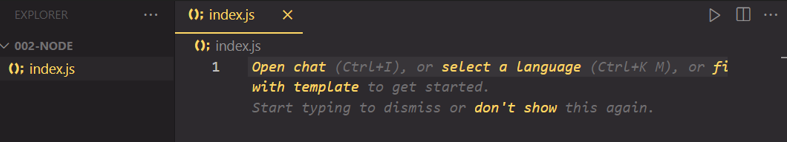 EXPLORER ...
002-NODE
index.js
index.js
index.js
1 Open chat (Ctrl+I), or select a language (Ctrl+K M), or fi
with template to get started.
Start typing to dismiss or don't show this again.